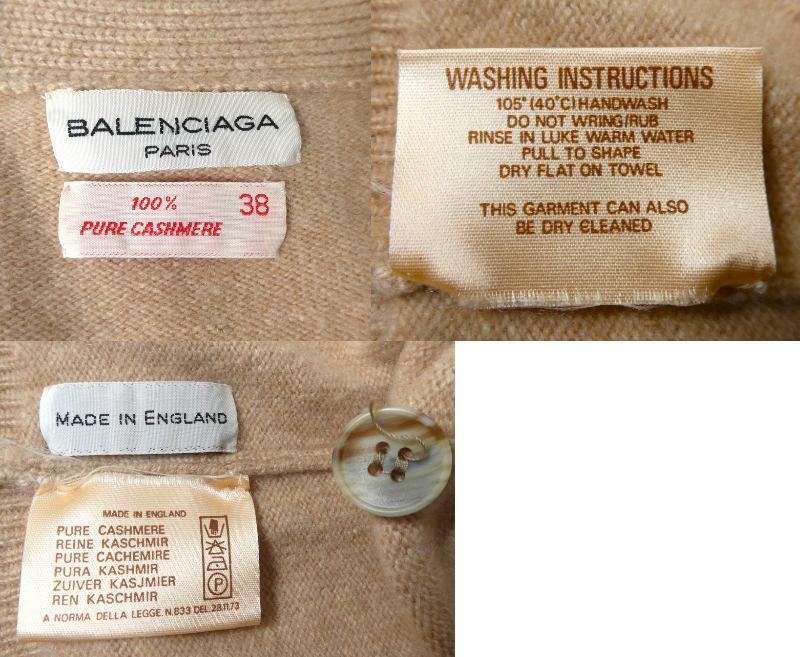 BALENCIAGA
PARIS
100% 38
PURE CASHMERE
WASHING INSTRUCTIONS
105° (40°C) HANDWASH
DO NOT WRING/RUB
RINSE IN LUKE WARM WATER
PULL TO SHAPE
DRY FLAT ON TOWEL
THIS GARMENT CAN ALSO
BE DRY CLEANED
MADE IN ENGLAND
MADE IN ENGLAND
PURE CASHMERE
REINE KASCHMIR
PURE CACHEMIRE
PURA KASHMIR
ZUIVER KASJMIER
REN KASCHMIR
P
A NORMA DELLA LEGGE. N.833 DEL 28.11.73